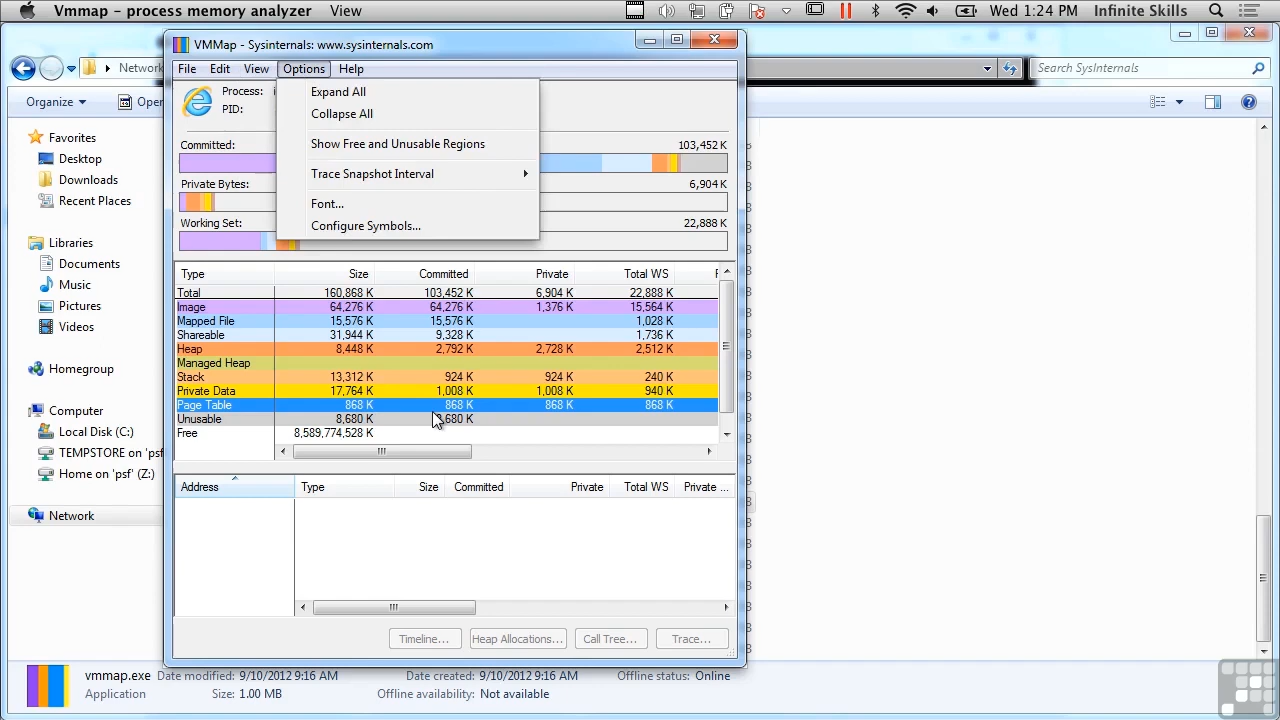 Vmmap - process memory analyzer View Wed 1:24 PM Infinite Skills
VMMap - Sysinternals: www.sysinternals.com
Network Search SysInternals
File Edit View Options Help
Organize Open
Process:
PID:
Expand All
Collapse All
Show Free and Unusable Regions
Trace Snapshot Interval
Font...
Configure Symbols...
Committed: 103,452 K
Private Bytes: 6,904 K
Working Set: 22,888 K
Favorites
Desktop
Downloads
Recent Places
Libraries
Documents
Music
Pictures
Videos
Homegroup
Computer
Local Disk (C:)
TEMPSTORE on 'psf
Home on 'psf' (Z:)
Network
Type Size Committed Private Total WS
Total 160,868 K 103,452 K 6,904 K 22,888 K
Image 64,276 K 64,276 K 1,376 K 15,564 K
Mapped File 15,576 K 15,576 K 1,028 K
Shareable 31,944 K 9,328 K 1,736 K
Heap 8,448 K 2,792 K 2,728 K 2,512 K
Managed Heap
Stack 13,312 K 924 K 924 K 240 K
Private Data 17,764 K 1,008 K 1,008 K 940 K
Page Table 868 K 868 K 868 K 868 K
Unusable 8,680 K 8,680 K
Free 8,589,774,528 K
Address Type Size Committed Private Total WS Private ...
Timeline... Heap Allocations... Call Tree... Trace...
vmmap.exe Date modified: 9/10/2012 9:16 AM Date created: 9/10/2012 9:16 AM Offline status: Online
Application Size: 1.00 MB Offline availability: Not available